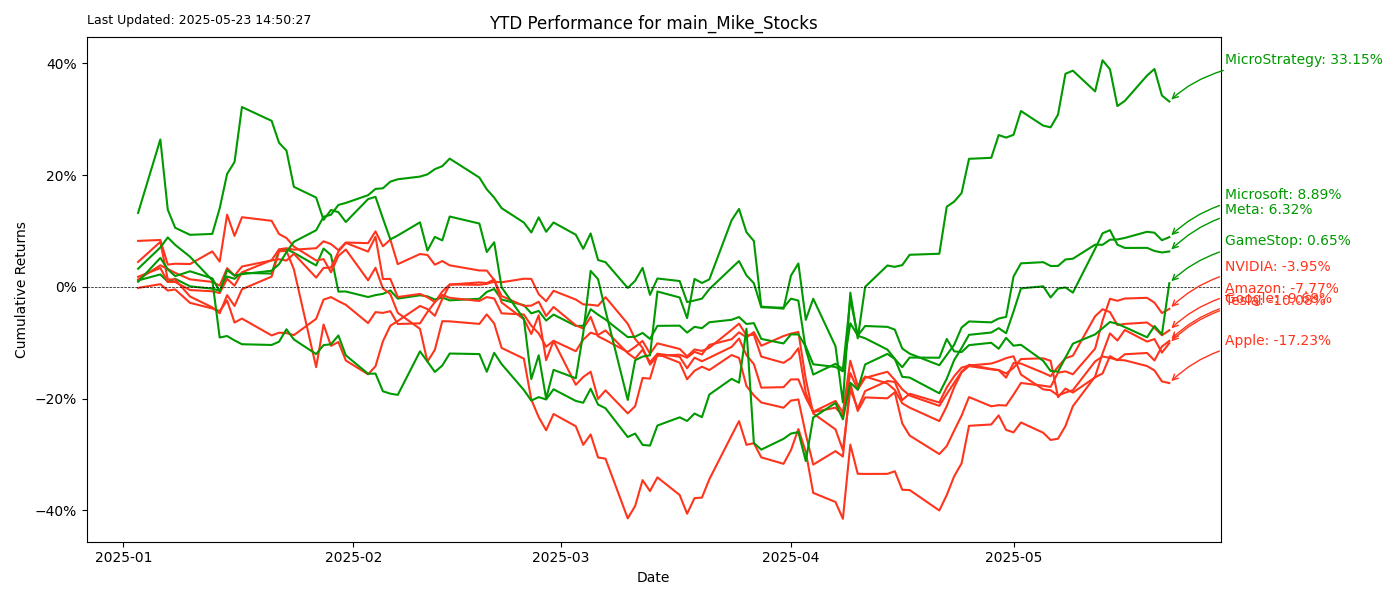 Last Updated: 2025-05-23 14:50:27
YTD Performance for main_Mike_Stocks
Cumulative Returns
40%
20%
0%
−20%
−40%
2025-01
2025-02
2025-03
2025-04
2025-05
Date
MicroStrategy: 33.15%
Microsoft: 8.89%
Meta: 6.32%
GameStop: 0.65%
NVIDIA: -3.95%
Amazon: -7.77%
Apple: -17.23%